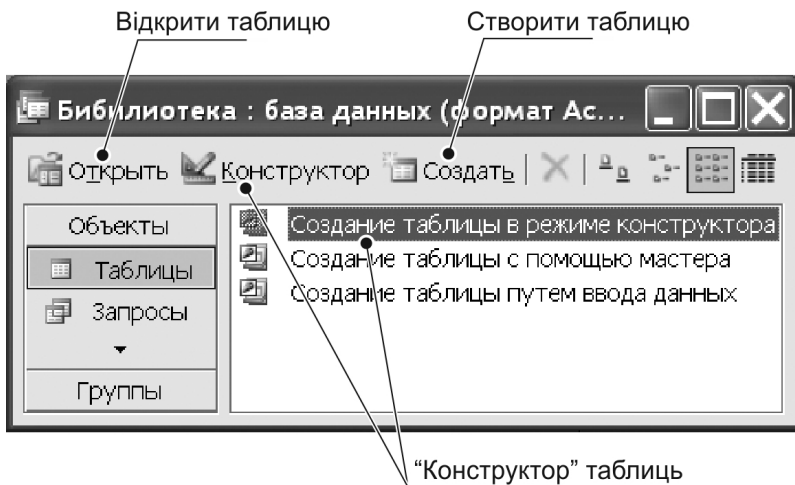 Відкрити таблицю
Створити таблицю
Бибилиотека : база данных (формат Ac...
Открыть Конструктор Создать
Объекты
Таблицы
Запросы
Группы
Создание таблицы в режиме конструктора
Создание таблицы с помощью мастера
Создание таблицы путем ввода данных
“Конструктор” таблиць